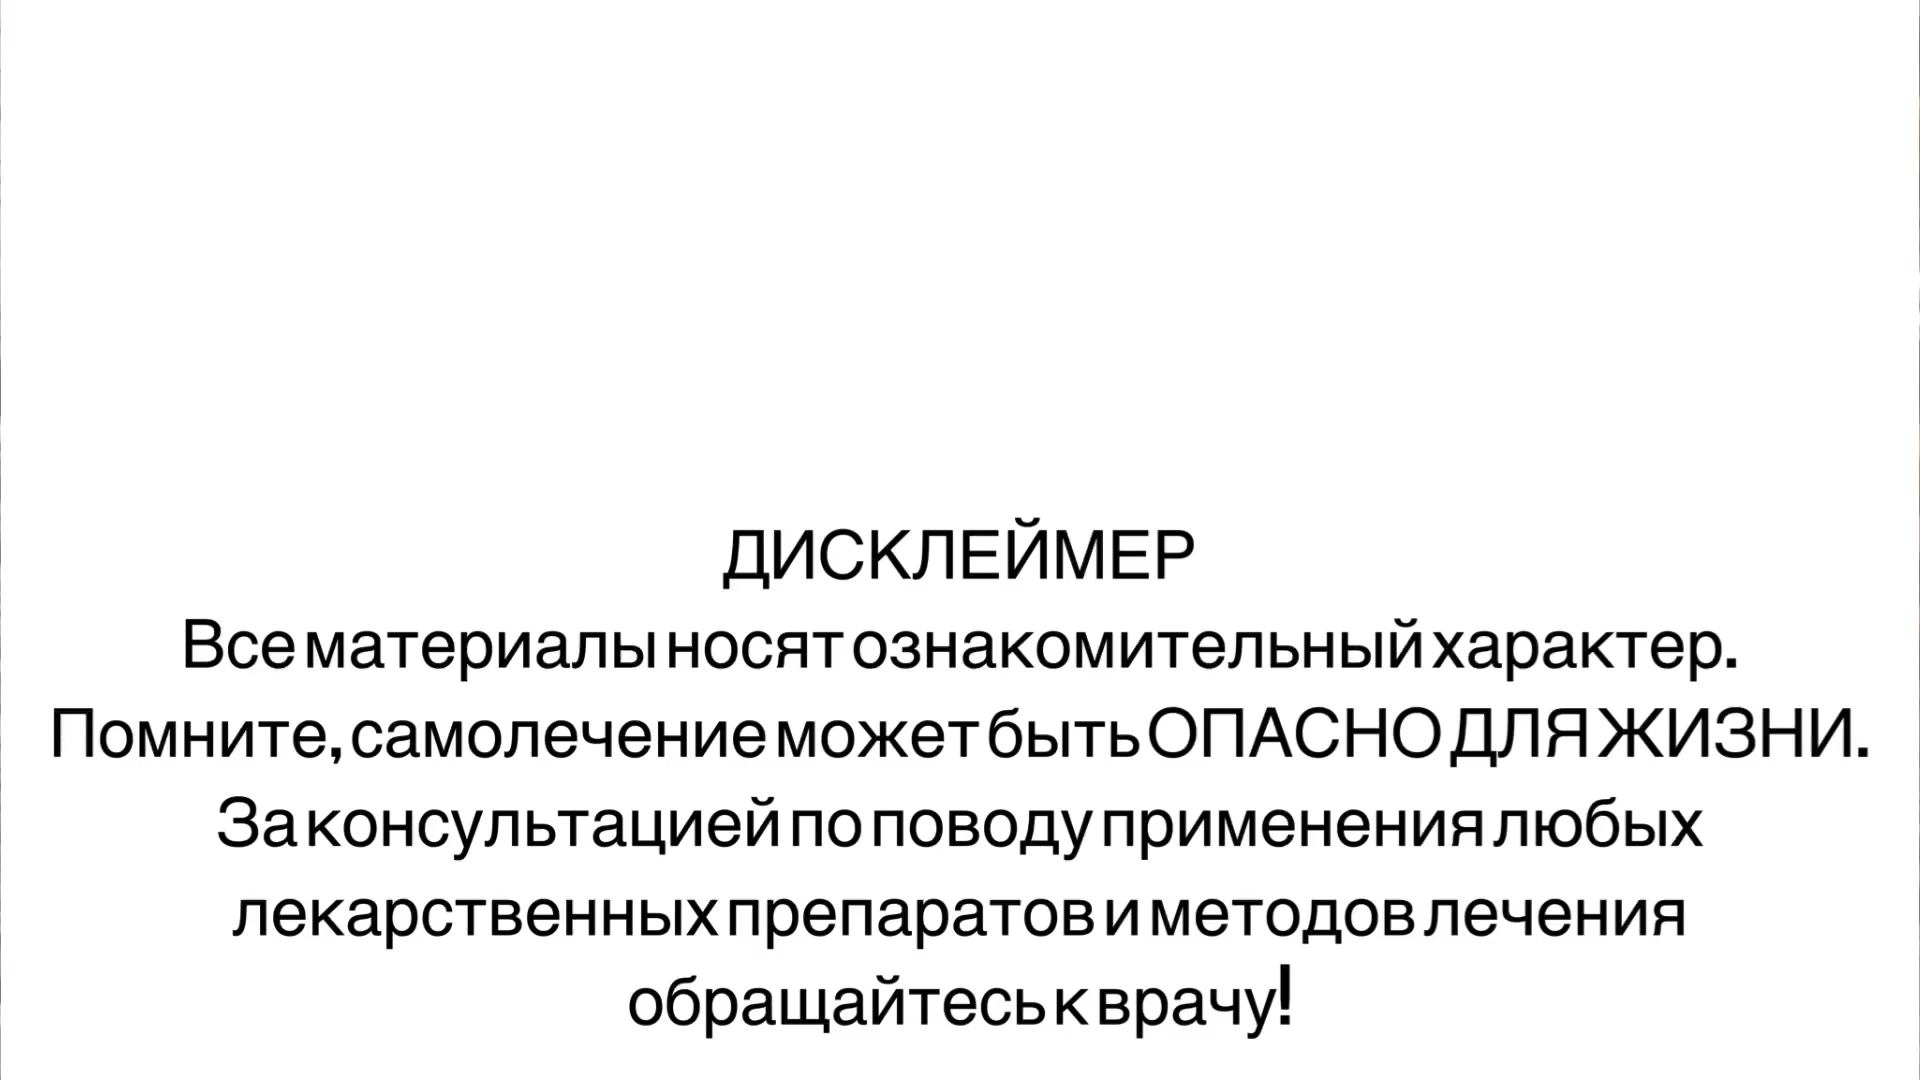 ДИСКЛЕЙМЕР
Все материалы носят ознакомительный характер.
Помните, самолечение может быть ОПАСНО ДЛЯ ЖИЗНИ.
За консультацией по поводу применения любых
лекарственных препаратов и методов лечения
обращайтесь к врачу!